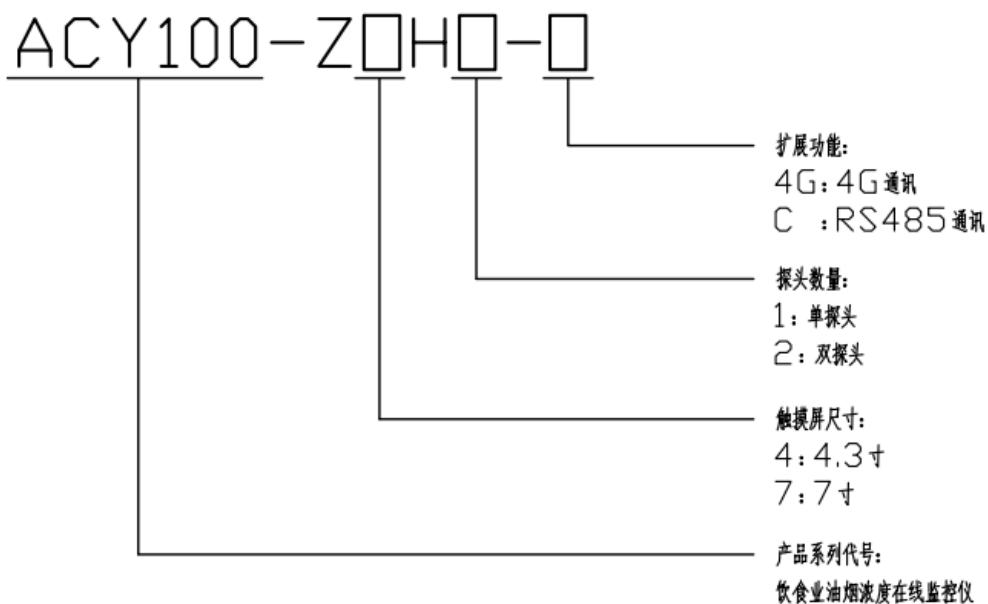 ACY100-Z□H□-□
扩展功能:
4G:4G通讯
C :RS485通讯
探头数量:
1:单探头
2:双探头
触摸屏尺寸:
4:4.3寸
7:7寸
产品系列代号:
饮食业油烟浓度在线监控仪